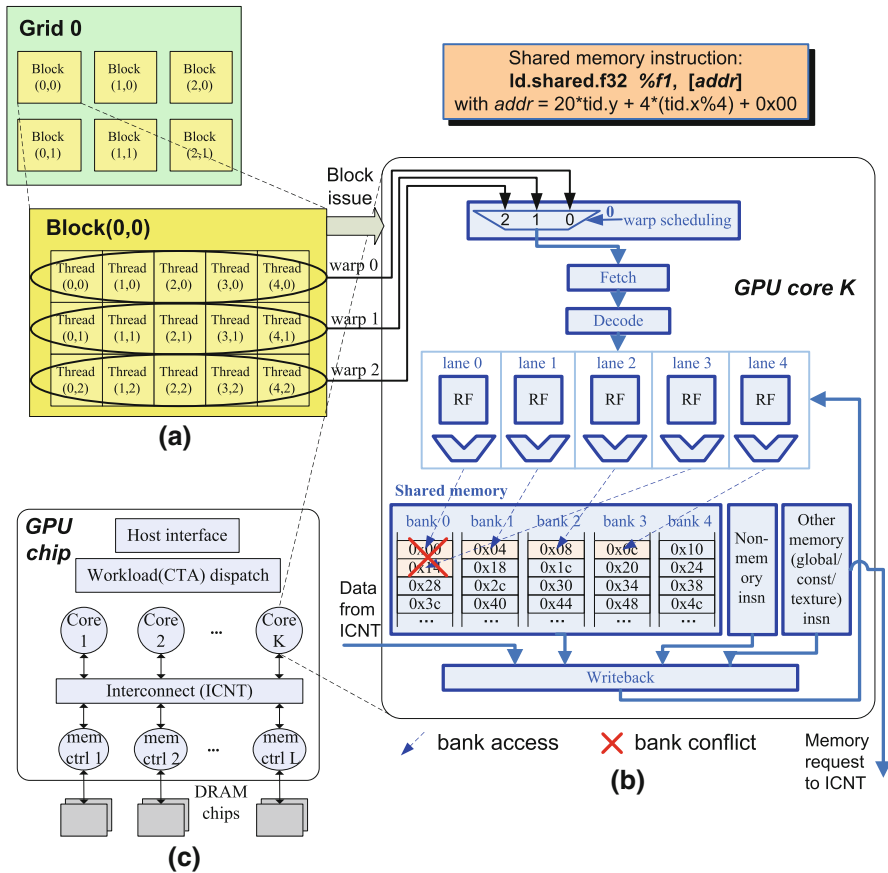 Grid 0
Block
(0,0)
Block
(1,0)
Block
(2,0)
Block
(0,1)
Block
(1,1)
Block
(2,1)
Shared memory instruction:
ld.shared.f32 %f1, [addr]
with addr = 20*tid.y + 4*(tid.x%4) + 0x00
Block
issue
Block(0,0)
Thread
(0,0)
Thread
(1,0)
Thread
(2,0)
Thread
(3,0)
Thread
(4,0)
warp 0
Thread
(0,1)
Thread
(1,1)
Thread
(2,1)
Thread
(3,1)
Thread
(4,1)
warp 1
Thread
(0,2)
Thread
(1,2)
Thread
(2,2)
Thread
(3,2)
Thread
(4,2)
warp 2
(a)
2 1 0
0
warp scheduling
Fetch
GPU core K
Decode
lane 0
lane 1
lane 2
lane 3
lane 4
RF
RF
RF
RF
RF
Shared memory
bank 0
bank 1
bank 2
bank 3
bank 4
0x00
0x04
0x08
0x0c
0x10
0x14
0x18
0x1c
0x20
0x24
0x28
0x2c
0x30
0x34
0x38
0x3c
0x40
0x44
0x48
0x4c
...
...
...
...
...
Non-
memory
insn
Other
memory
(global/
const/
texture)
insn
Data
from
ICNT
Writeback
bank access
bank conflict
Memory
request
to ICNT
(b)
GPU
chip
Host interface
Workload(CTA) dispatch
Core
1
Core
2
...
Core
K
Interconnect (ICNT)
mem
ctrl 1
mem
ctrl 2
...
mem
ctrl L
DRAM
chips
(c)